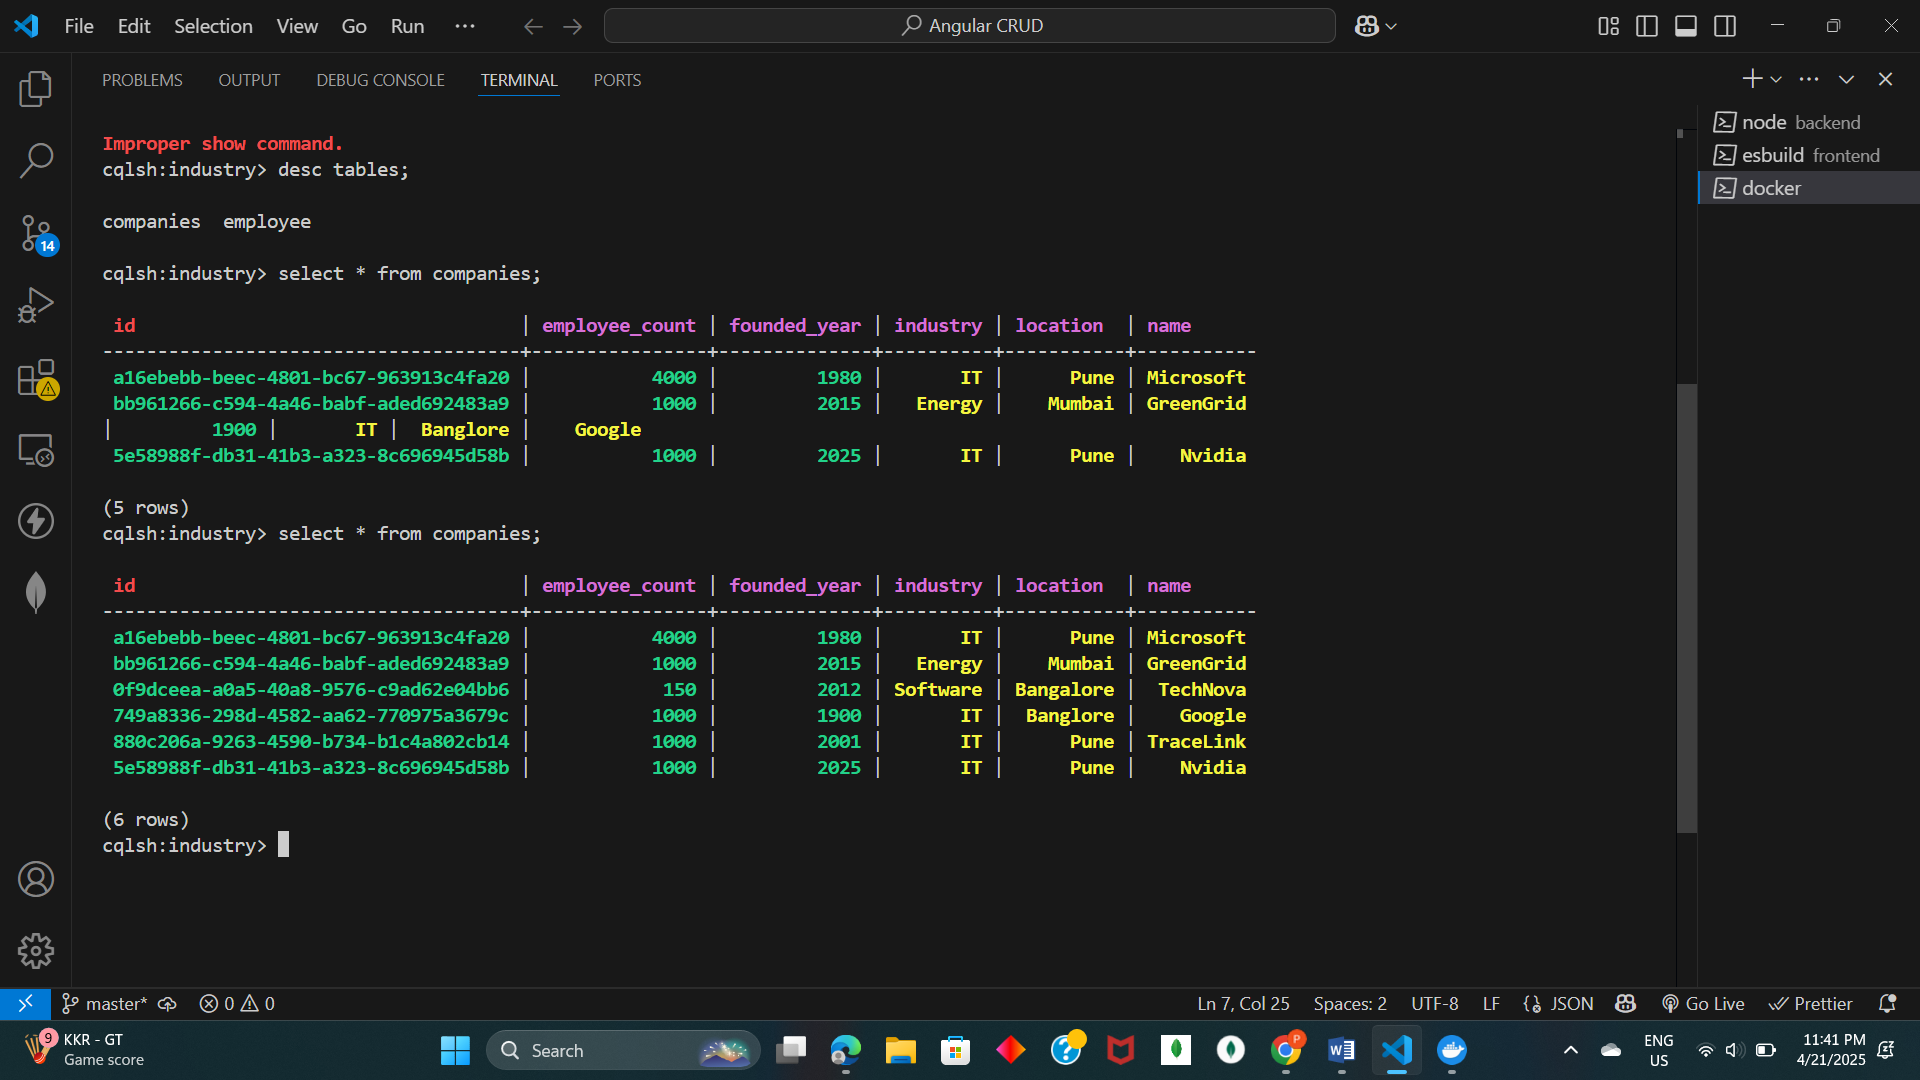 File Edit Selection View Go Run ··· Angular CRUD
PROBLEMS OUTPUT DEBUG CONSOLE TERMINAL PORTS
node backend
esbuild frontend
docker
Improper show command.
cqlsh:industry> desc tables;
companies  employee
cqlsh:industry> select * from companies;
id | employee_count | founded_year | industry | location | name
--------------------------------------+----------------+--------------+----------+-----------+-----------
a16ebebb-beec-4801-bc67-963913c4fa20 | 4000 | 1980 | IT | Pune | Microsoft
bb961266-c594-4a46-babf-aded692483a9 | 1000 | 2015 | Energy | Mumbai | GreenGrid
| 1900 | IT | Banglore | Google
5e58988f-db31-41b3-a323-8c696945d58b | 1000 | 2025 | IT | Pune | Nvidia
(5 rows)
cqlsh:industry> select * from companies;
id | employee_count | founded_year | industry | location | name
--------------------------------------+----------------+--------------+----------+-----------+-----------
a16ebebb-beec-4801-bc67-963913c4fa20 | 4000 | 1980 | IT | Pune | Microsoft
bb961266-c594-4a46-babf-aded692483a9 | 1000 | 2015 | Energy | Mumbai | GreenGrid
0f9dceea-a0a5-40a8-9576-c9ad62e04bb6 | 150 | 2012 | Software | Bangalore | TechNova
749a8336-298d-4582-aa62-770975a3679c | 1000 | 1900 | IT | Banglore | Google
880c206a-9263-4590-b734-b1c4a802cb14 | 1000 | 2001 | IT | Pune | TraceLink
5e58988f-db31-41b3-a323-8c696945d58b | 1000 | 2025 | IT | Pune | Nvidia
(6 rows)
cqlsh:industry>
14
master* 0 0 Ln 7, Col 25 Spaces: 2 UTF-8 LF {} JSON Go Live Prettier
9 KKR - GT
Game score
Search
P
ENG
US
11:41 PM
4/21/2025